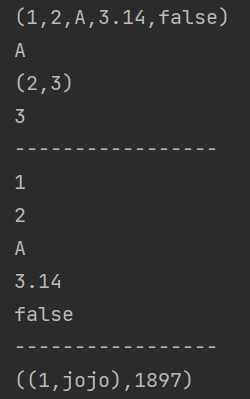 (1,2,A,3.14,false)
A
(2,3)
3
-----------------
1
2
A
3.14
false
-----------------
((1,jojo),1897)